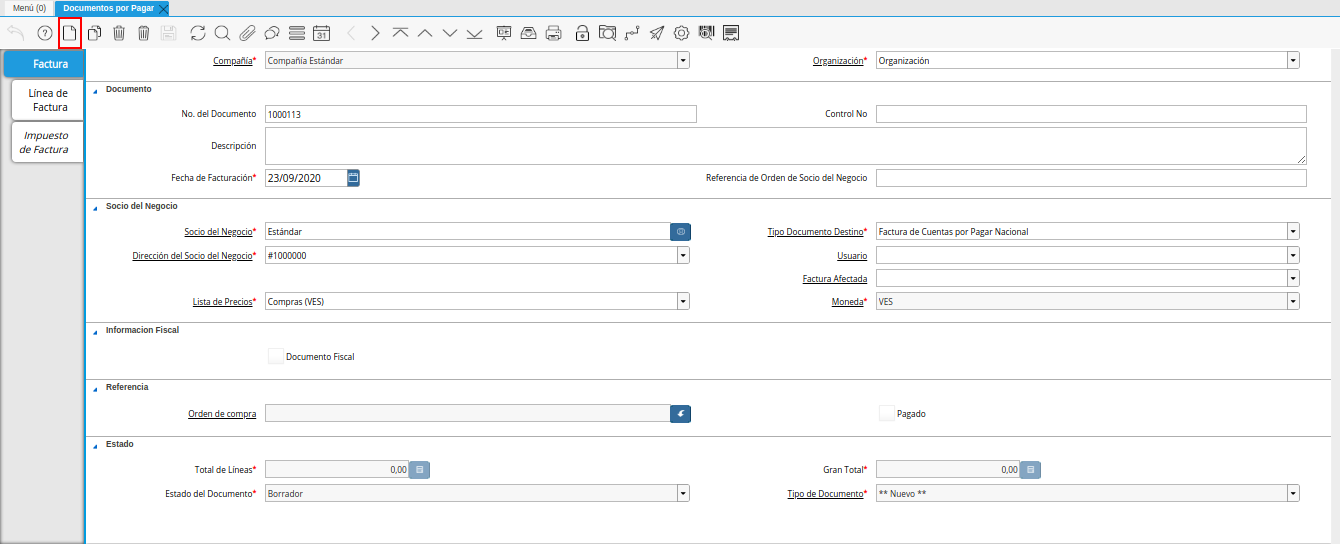 Menú (0) Documentos por Pagar
31
Factura
Línea de
Factura
Impuesto
de Factura
Compañía* Compañía Estándar Organización* Organización
Documento
No. del Documento 1000113 Control No
Descripción
Fecha de Facturación* 23/09/2020 Referencia de Orden de Socio del Negocio
Socio del Negocio
Socio del Negocio* Estándar Tipo Documento Destino* Factura de Cuentas por Pagar Nacional
Dirección del Socio del Negocio* #1000000 Usuario
Factura Afectada
Lista de Precios* Compras (VES) Moneda* VES
Informacion Fiscal
Documento Fiscal
Referencia
Orden de compra Pagado
Estado
Total de Líneas* 0,00 Gran Total* 0,00
Estado del Documento* Borrador Tipo de Documento* ** Nuevo **